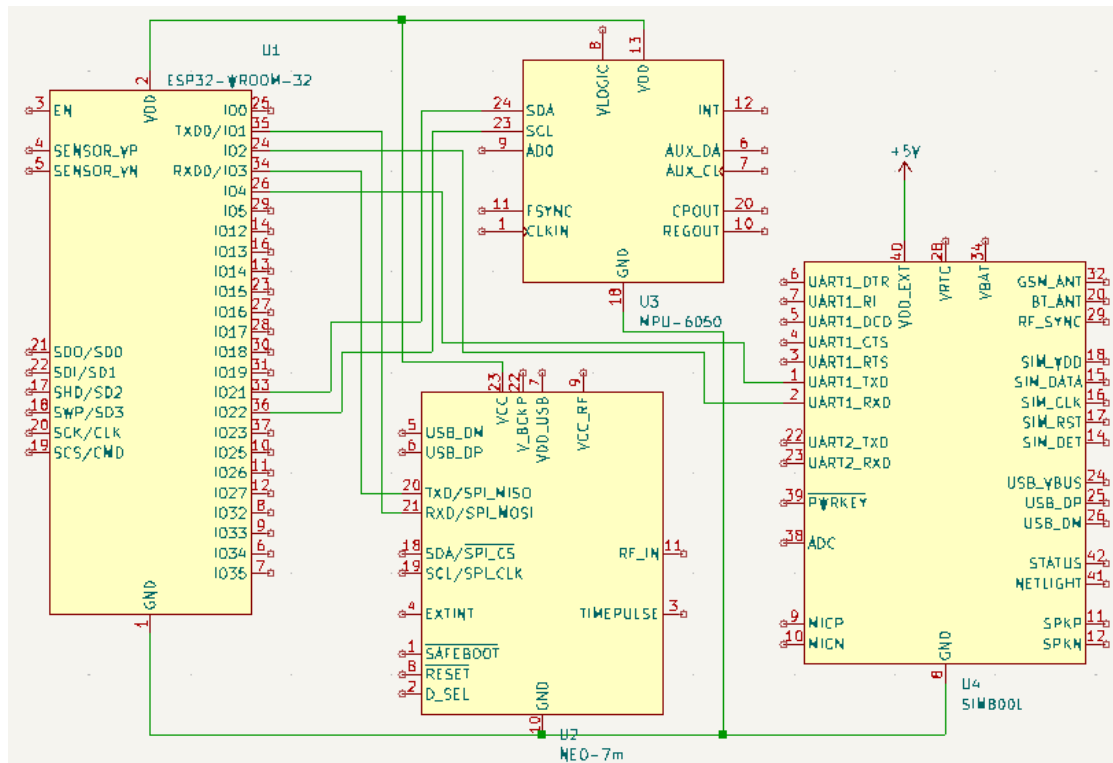 U1
ESP32-WROOM-32
2
VDD
3 EN
4 SENSOR_VP
5 SENSOR_VN
21 SDO/SD0
22 SDI/SD1
17 SHD/SD2
18 SWP/SD3
20 SCK/CLK
19 SCS/CMD
IO0 25
TXD0/IO1 35
IO2 24
RXD0/IO3 34
IO4 26
IO5 29
IO12 14
IO13 16
IO14 13
IO15 23
IO16 27
IO17 28
IO18 30
IO19 31
IO21 33
IO22 36
IO23 37
IO25 10
IO26 11
IO27 12
IO32 8
IO33 9
IO34 6
IO35 7
GND
1
8
VLOGIC
13
VDD
24 SDA
23 SCL
9 AD0
11 FSYNC
1 CLKIN
INT 12
AUX_DA 6
AUX_CL 7
CPOUT 20
REGOUT 10
GND
18
U3
MPU-6050
23
VCC
22
V_BCKP
7
VDD_USB
9
VCC_RF
5 USB_DM
6 USB_DP
20 TXD/SPI_MISO
21 RXD/SPI_MOSI
18 SDA/SPI_CS
19 SCL/SPI_CLK
4 EXTINT
1 SAFEBOOT
8 RESET
2 D_SEL
RF_IN 11
TIMEPULSE 3
GND
10
U2
NEO-7m
+5V
40
VDD_EXT
28
VRTC
34
VBAT
6 UART1_DTR
7 UART1_RI
5 UART1_DCD
4 UART1_CTS
3 UART1_RTS
1 UART1_TXD
2 UART1_RXD
22 UART2_TXD
23 UART2_RXD
39 PWRKEY
38 ADC
9 MICP
10 MICN
GSM_ANT 32
BT_ANT 20
RF_SYNC 29
SIM_VDD 18
SIM_DATA 15
SIM_CLK 16
SIM_RST 17
SIM_DET 14
USB_VBUS 24
USB_DP 25
USB_DM 26
STATUS 42
NETLIGHT 41
SPKP 11
SPKN 12
GND
8
U4
SIM800L